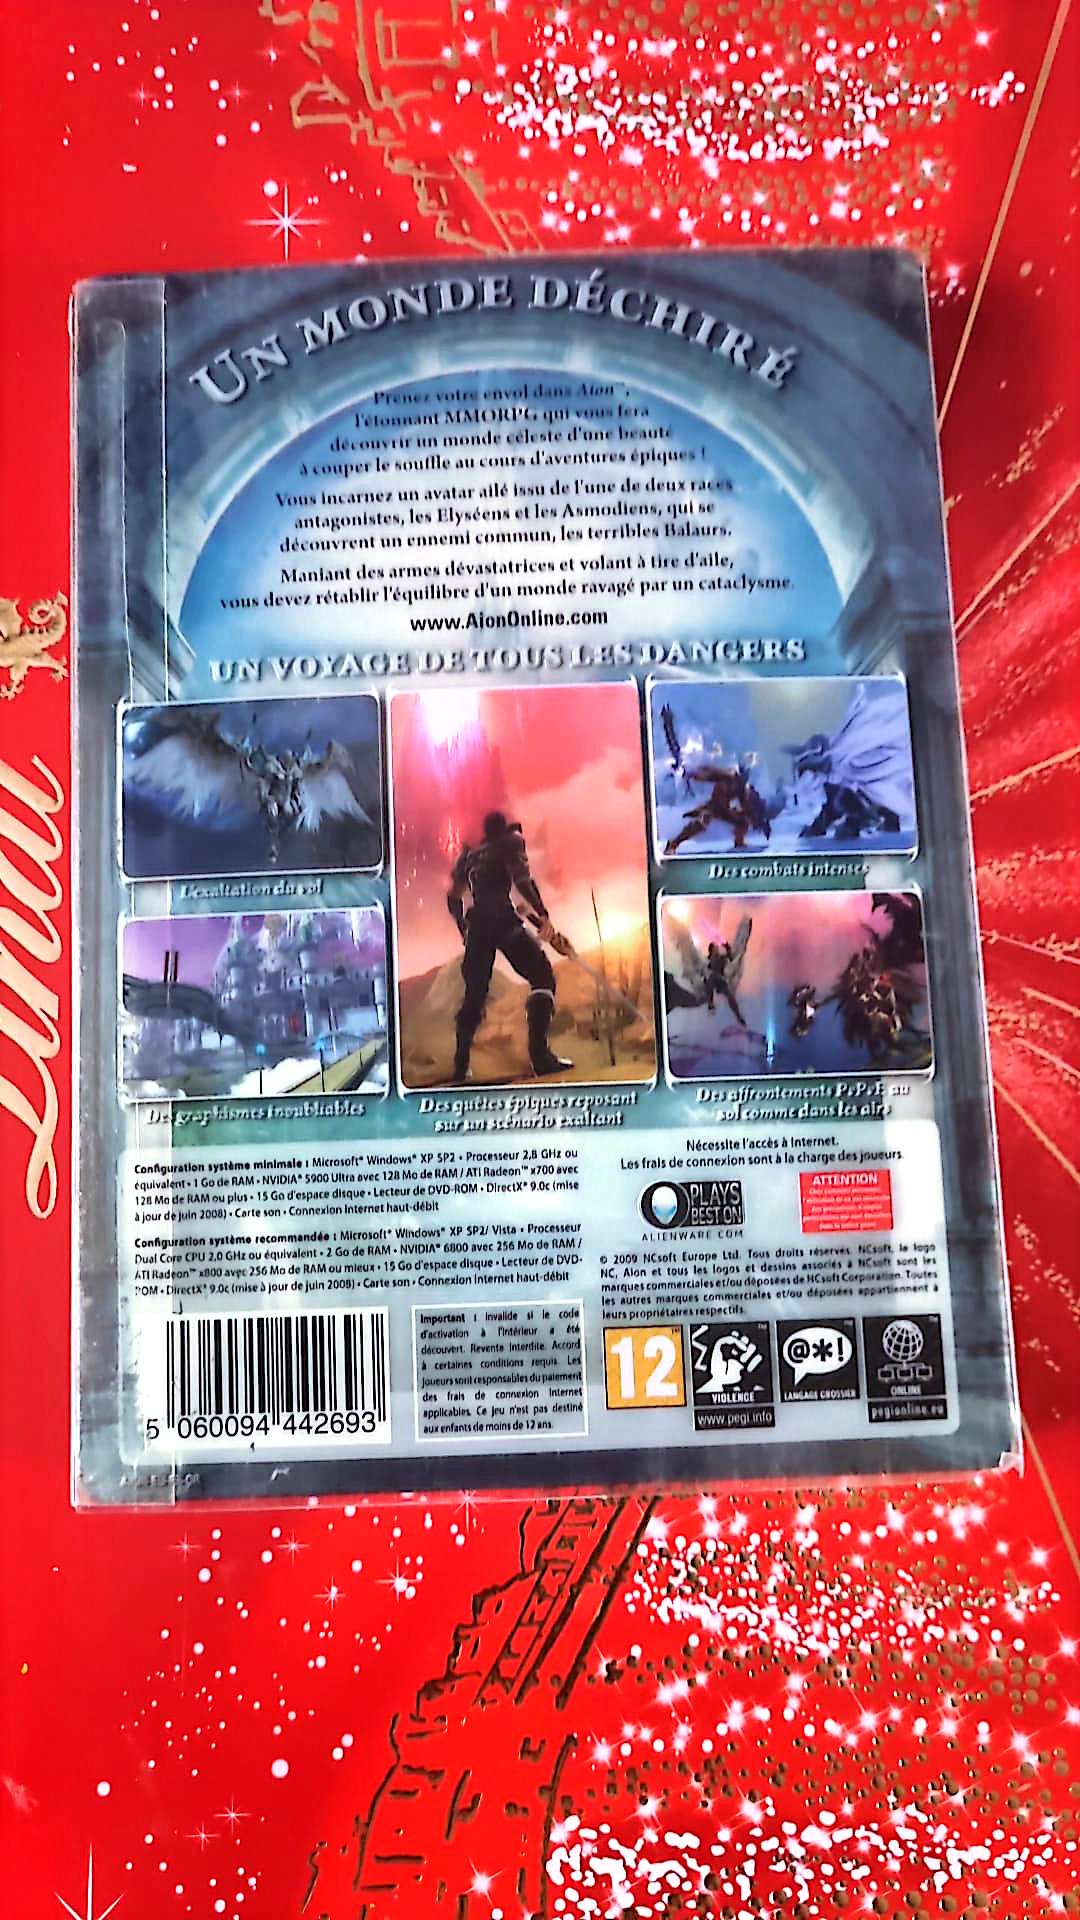 UN MONDE DÉCHIRÉ
Prenez votre envol dans Aion™,
l'étonnant MMORPG qui vous fera
découvrir un monde céleste d'une beauté
à couper le souffle au cours d'aventures épiques !
Vous incarnez un avatar ailé issu de l'une de deux races
antagonistes, les Elyséens et les Asmodiens, qui se
découvrent un ennemi commun, les terribles Balaurs.
Maniant des armes dévastatrices et volant à tire d'aile,
vous devez rétablir l'équilibre d'un monde ravagé par un cataclysme.
www.AionOnline.com
UN VOYAGE DE TOUS LES DANGERS
L'exaltation du vol
Des combats intenses
Des graphismes inoubliables
Des quêtes épiques reposant
sur un scénario exaltant
Des affrontements PvPvE au
sol comme dans les airs
Configuration système minimale : Microsoft® Windows® XP SP2 • Processeur 2,8 GHz ou
équivalent • 1 Go de RAM • NVIDIA® 5900 Ultra avec 128 Mo de RAM / ATI Radeon™ x700 avec
128 Mo de RAM ou plus • 15 Go d'espace disque • Lecteur de DVD-ROM • DirectX® 9.0c (mise
à jour de juin 2008) • Carte son • Connexion Internet haut-débit
Configuration système recommandée : Microsoft® Windows® XP SP2/ Vista • Processeur
Dual Core CPU 2.0 GHz ou équivalent • 2 Go de RAM • NVIDIA® 6800 avec 256 Mo de RAM /
ATI Radeon™ x800 avec 256 Mo de RAM ou mieux • 15 Go d'espace disque • Lecteur de DVD-
ROM • DirectX® 9.0c (mise à jour de juin 2008) • Carte son • Connexion Internet haut-débit
Nécessite l'accès à Internet.
Les frais de connexion sont à la charge des joueurs.
PLAYS
BEST ON
ALIENWARE.COM
ATTENTION
© 2009 NCsoft Europe Ltd. Tous droits réservés. NCsoft, le logo
NC, Aion et tous les logos et dessins associés à NCsoft sont les
marques commerciales et/ou déposées de NCsoft Corporation. Toutes
les autres marques commerciales et/ou déposées appartiennent à
leurs propriétaires respectifs.
5 060094 442693
Important : Invalide si le code
d'activation à l'intérieur a été
découvert. Revente interdite. Accord
à certaines conditions requis. Les
joueurs sont responsables du paiement
des frais de connexion Internet
applicables. Ce jeu n'est pas destiné
aux enfants de moins de 12 ans.
12
VIOLENCE
www.pegi.info
@*!
LANGAGE GROSSIER
ONLINE
pegionline.eu
Lindt